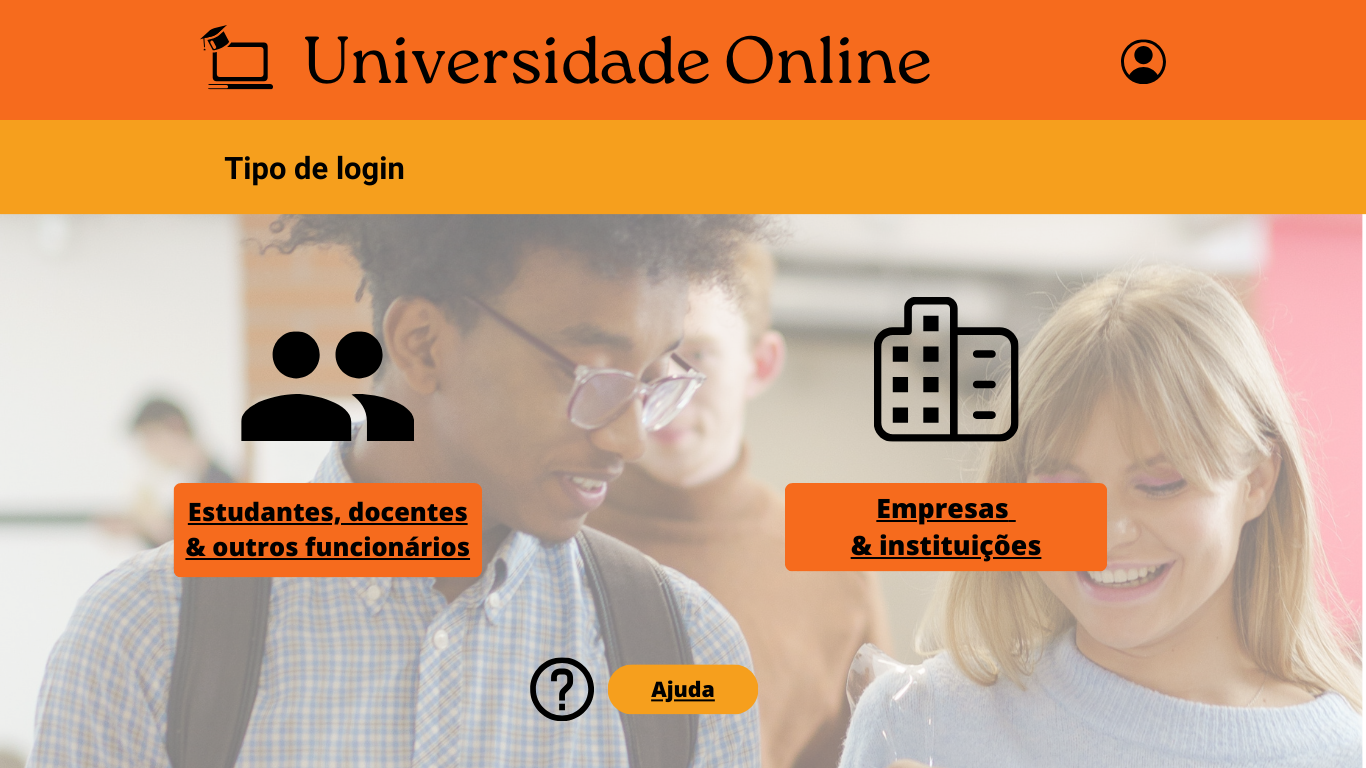 Universidade Online
Tipo de login
Estudantes, docentes
& outros funcionários
Empresas
& instituições
Ajuda